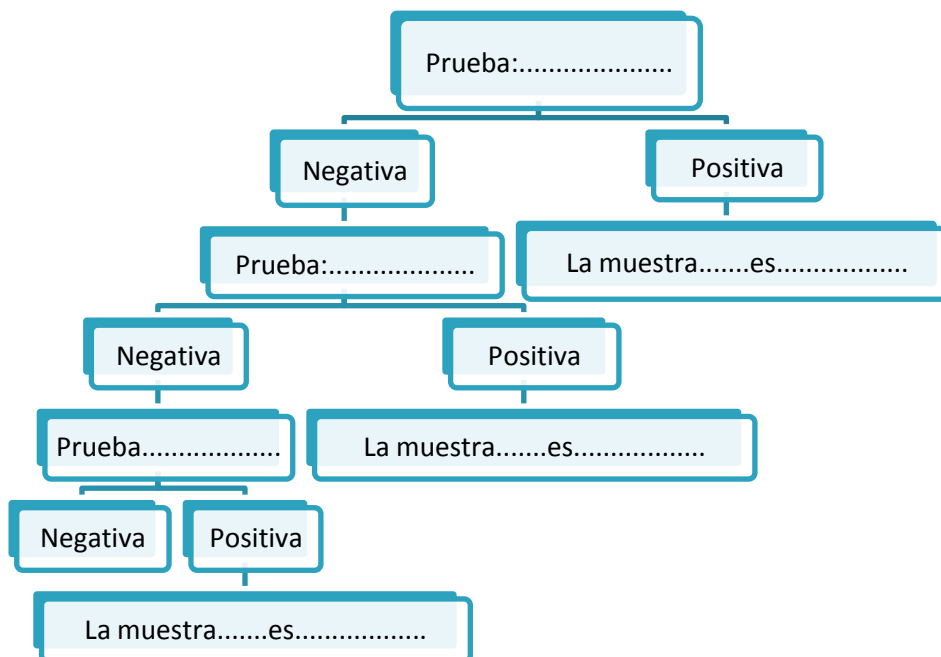 Prueba:.....................
Negativa
Positiva
Prueba:....................
La muestra.......es..................
Negativa
Positiva
Prueba...................
La muestra.......es..................
Negativa
Positiva
La muestra.......es..................